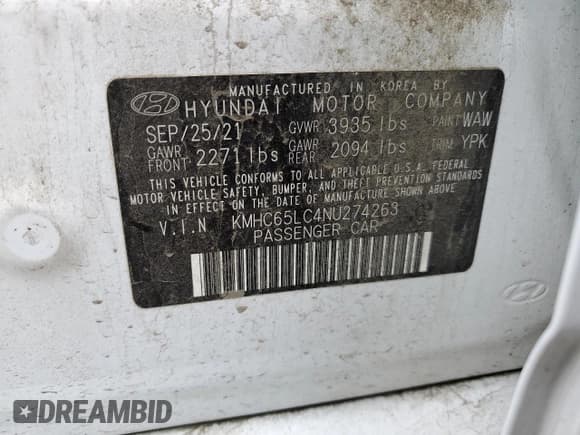 MANUFACTURED IN KOREA BY
HYUNDAI MOTOR COMPANY
SEP/25/21 GVWR 3935 lbs PAINT WAW
GAWR FRONT 2271 lbs GAWR REAR 2094 lbs TRIM YPK
THIS VEHICLE CONFORMS TO ALL APPLICABLE U.S.A. FEDERAL
MOTOR VEHICLE SAFETY, BUMPER, AND THEFT PREVENTION STANDARDS
IN EFFECT ON THE DATE OF MANUFACTURE SHOWN ABOVE.
V.I.N KMHC65LC4NU274263
PASSENGER CAR
DREAMBID